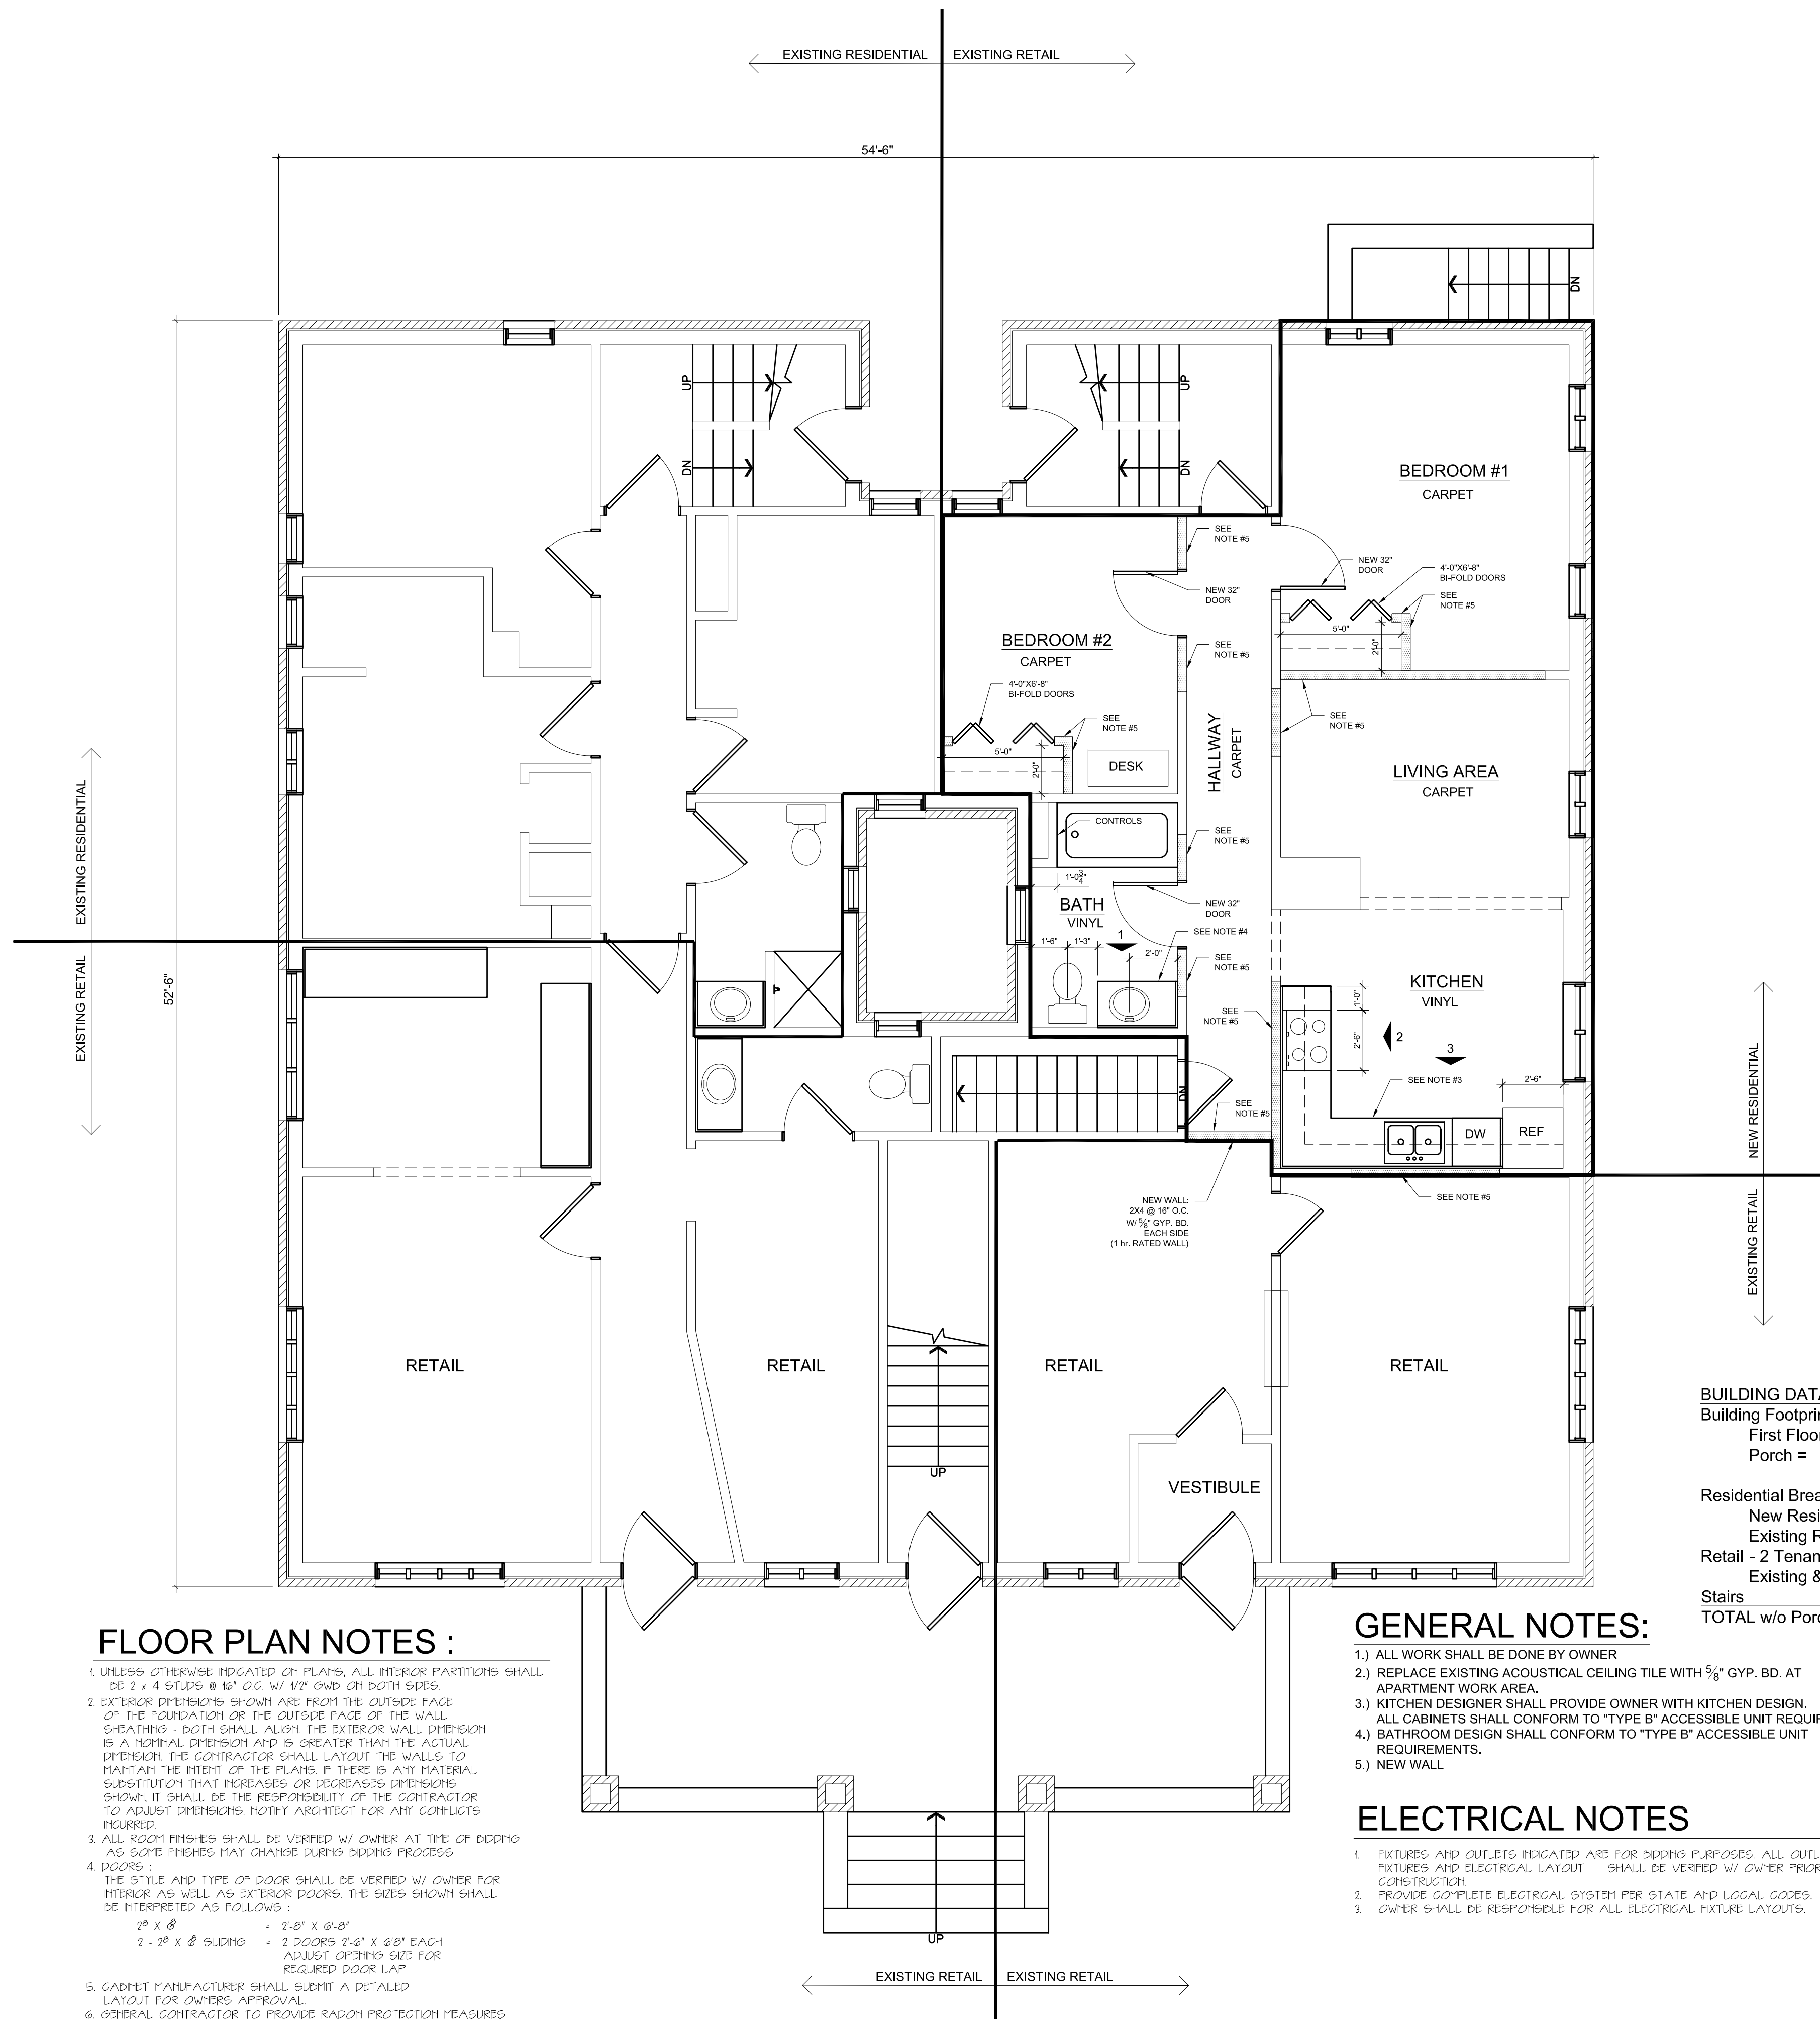 EXISTING RESIDENTIAL
EXISTING RETAIL
54'-6"
DN
UP
UP
DN
DN
BEDROOM #1
CARPET
SEE
NOTE #5
NEW 32"
DOOR
4'-0"X6'-8"
BI-FOLD DOORS
NEW 32"
DOOR
SEE
NOTE #5
5'-0"
2'-0"
BEDROOM #2
CARPET
SEE
NOTE #5
4'-0"X6'-8"
BI-FOLD DOORS
SEE
NOTE #5
SEE
NOTE #5
5'-0"
2'-0"
DESK
HALLWAY
CARPET
LIVING AREA
CARPET
EXISTING RESIDENTIAL
EXISTING RETAIL
52'-6"
CONTROLS
SEE
NOTE #5
1'-0 3/4"
BATH
VINYL
NEW 32"
DOOR
SEE NOTE #4
1
1'-6"
1'-3"
2'-0"
SEE
NOTE #5
KITCHEN
VINYL
1'-0"
SEE
NOTE #5
2'-6"
2
3
SEE NOTE #3
2'-6"
DN
SEE
NOTE #5
DW
REF
NEW RESIDENTIAL
EXISTING RETAIL
SEE NOTE #5
NEW WALL:
2X4 @ 16" O.C.
W/ 5/8" GYP. BD.
EACH SIDE
(1 hr. RATED WALL)
RETAIL
RETAIL
RETAIL
RETAIL
UP
VESTIBULE
BUILDING DAT
Building Footpri
First Floo
Porch =
Residential Brea
New Resi
Existing R
Retail - 2 Tenan
Existing &
Stairs
TOTAL w/o Por
FLOOR PLAN NOTES :
1. UNLESS OTHERWISE INDICATED ON PLANS, ALL INTERIOR PARTITIONS SHALL
BE 2 x 4 STUDS @ 16" O.C. W/ 1/2" GWB ON BOTH SIDES.
2. EXTERIOR DIMENSIONS SHOWN ARE FROM THE OUTSIDE FACE
OF THE FOUNDATION OR THE OUTSIDE FACE OF THE WALL
SHEATHING - BOTH SHALL ALIGN. THE EXTERIOR WALL DIMENSION
IS A NOMINAL DIMENSION AND IS GREATER THAN THE ACTUAL
DIMENSION. THE CONTRACTOR SHALL LAYOUT THE WALLS TO
MAINTAIN THE INTENT OF THE PLANS. IF THERE IS ANY MATERIAL
SUBSTITUTION THAT INCREASES OR DECREASES DIMENSIONS
SHOWN, IT SHALL BE THE RESPONSIBILITY OF THE CONTRACTOR
TO ADJUST DIMENSIONS. NOTIFY ARCHITECT FOR ANY CONFLICTS
INCURRED.
3. ALL ROOM FINISHES SHALL BE VERIFIED W/ OWNER AT TIME OF BIDDING
AS SOME FINISHES MAY CHANGE DURING BIDDING PROCESS
4. DOORS :
THE STYLE AND TYPE OF DOOR SHALL BE VERIFIED W/ OWNER FOR
INTERIOR AS WELL AS EXTERIOR DOORS. THE SIZES SHOWN SHALL
BE INTERPRETED AS FOLLOWS :
2⁸ X 6⁸ = 2'-8" X 6'-8"
2 - 2⁸ X 6⁸ SLIDING = 2 DOORS 2'-6" X 6'8" EACH
ADJUST OPENING SIZE FOR
REQUIRED DOOR LAP
5. CABINET MANUFACTURER SHALL SUBMIT A DETAILED
LAYOUT FOR OWNERS APPROVAL.
6. GENERAL CONTRACTOR TO PROVIDE RADON PROTECTION MEASURES
GENERAL NOTES:
1.) ALL WORK SHALL BE DONE BY OWNER
2.) REPLACE EXISTING ACOUSTICAL CEILING TILE WITH 5/8" GYP. BD. AT
APARTMENT WORK AREA.
3.) KITCHEN DESIGNER SHALL PROVIDE OWNER WITH KITCHEN DESIGN.
ALL CABINETS SHALL CONFORM TO "TYPE B" ACCESSIBLE UNIT REQUI
4.) BATHROOM DESIGN SHALL CONFORM TO "TYPE B" ACCESSIBLE UNIT
REQUIREMENTS.
5.) NEW WALL
ELECTRICAL NOTES
1. FIXTURES AND OUTLETS INDICATED ARE FOR BIDDING PURPOSES. ALL OUTL
FIXTURES AND ELECTRICAL LAYOUT SHALL BE VERIFIED W/ OWNER PRIOR
CONSTRUCTION.
2. PROVIDE COMPLETE ELECTRICAL SYSTEM PER STATE AND LOCAL CODES.
3. OWNER SHALL BE RESPONSIBLE FOR ALL ELECTRICAL FIXTURE LAYOUTS.
UP
EXISTING RETAIL
EXISTING RETAIL